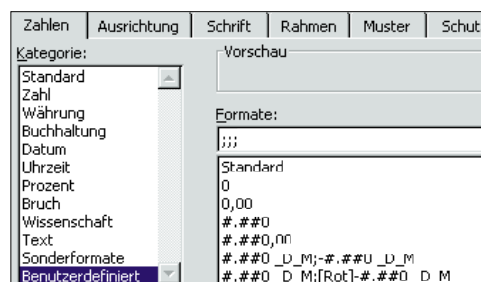 Zahlen Ausrichtung Schrift Rahmen Muster Schut
Kategorie:
Standard
Zahl
Währung
Buchhaltung
Datum
Uhrzeit
Prozent
Bruch
Wissenschaft
Text
Sonderformate
Benutzerdefiniert
Vorschau
Formate:
;;;
Standard
0
0,00
#.##0
#.##0,00
#.##0 _D_M;-#.##0 _D_M
#.##0 _D_M;[Rot]-#.##0 _D_M